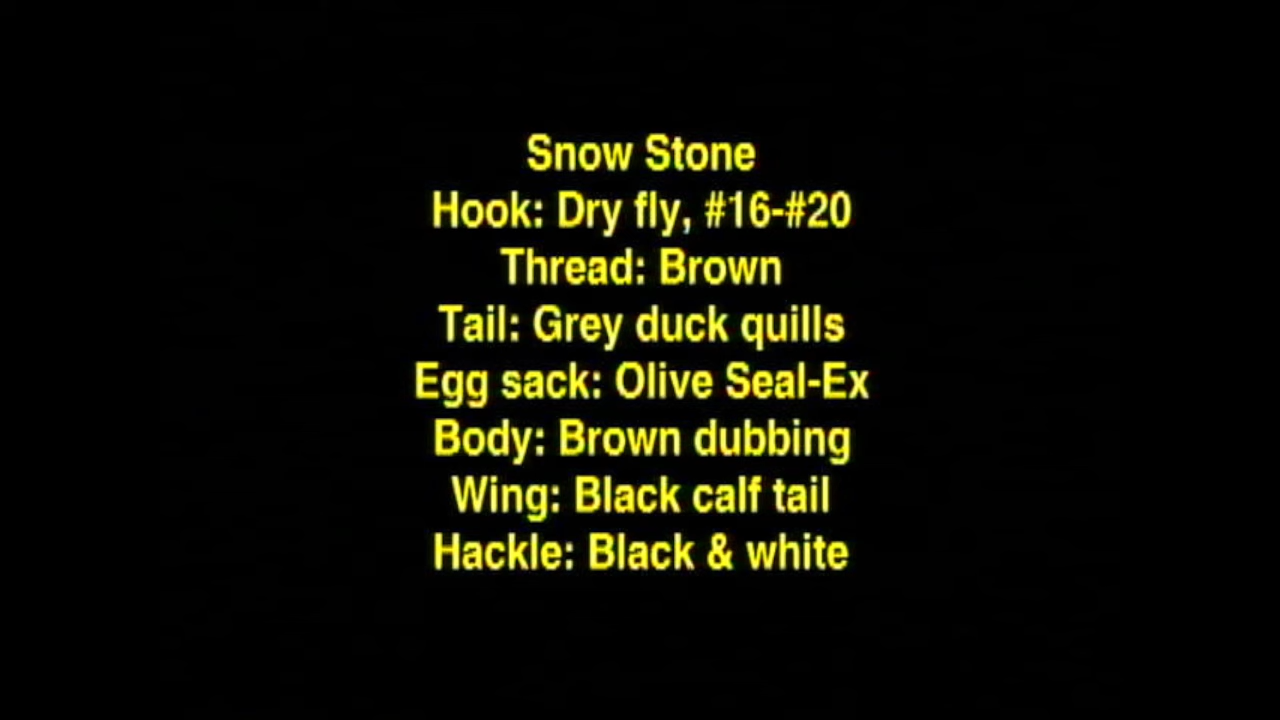 Snow Stone
Hook: Dry fly, #16-#20
Thread: Brown
Tail: Grey duck quills
Egg sack: Olive Seal-Ex
Body: Brown dubbing
Wing: Black calf tail
Hackle: Black & white